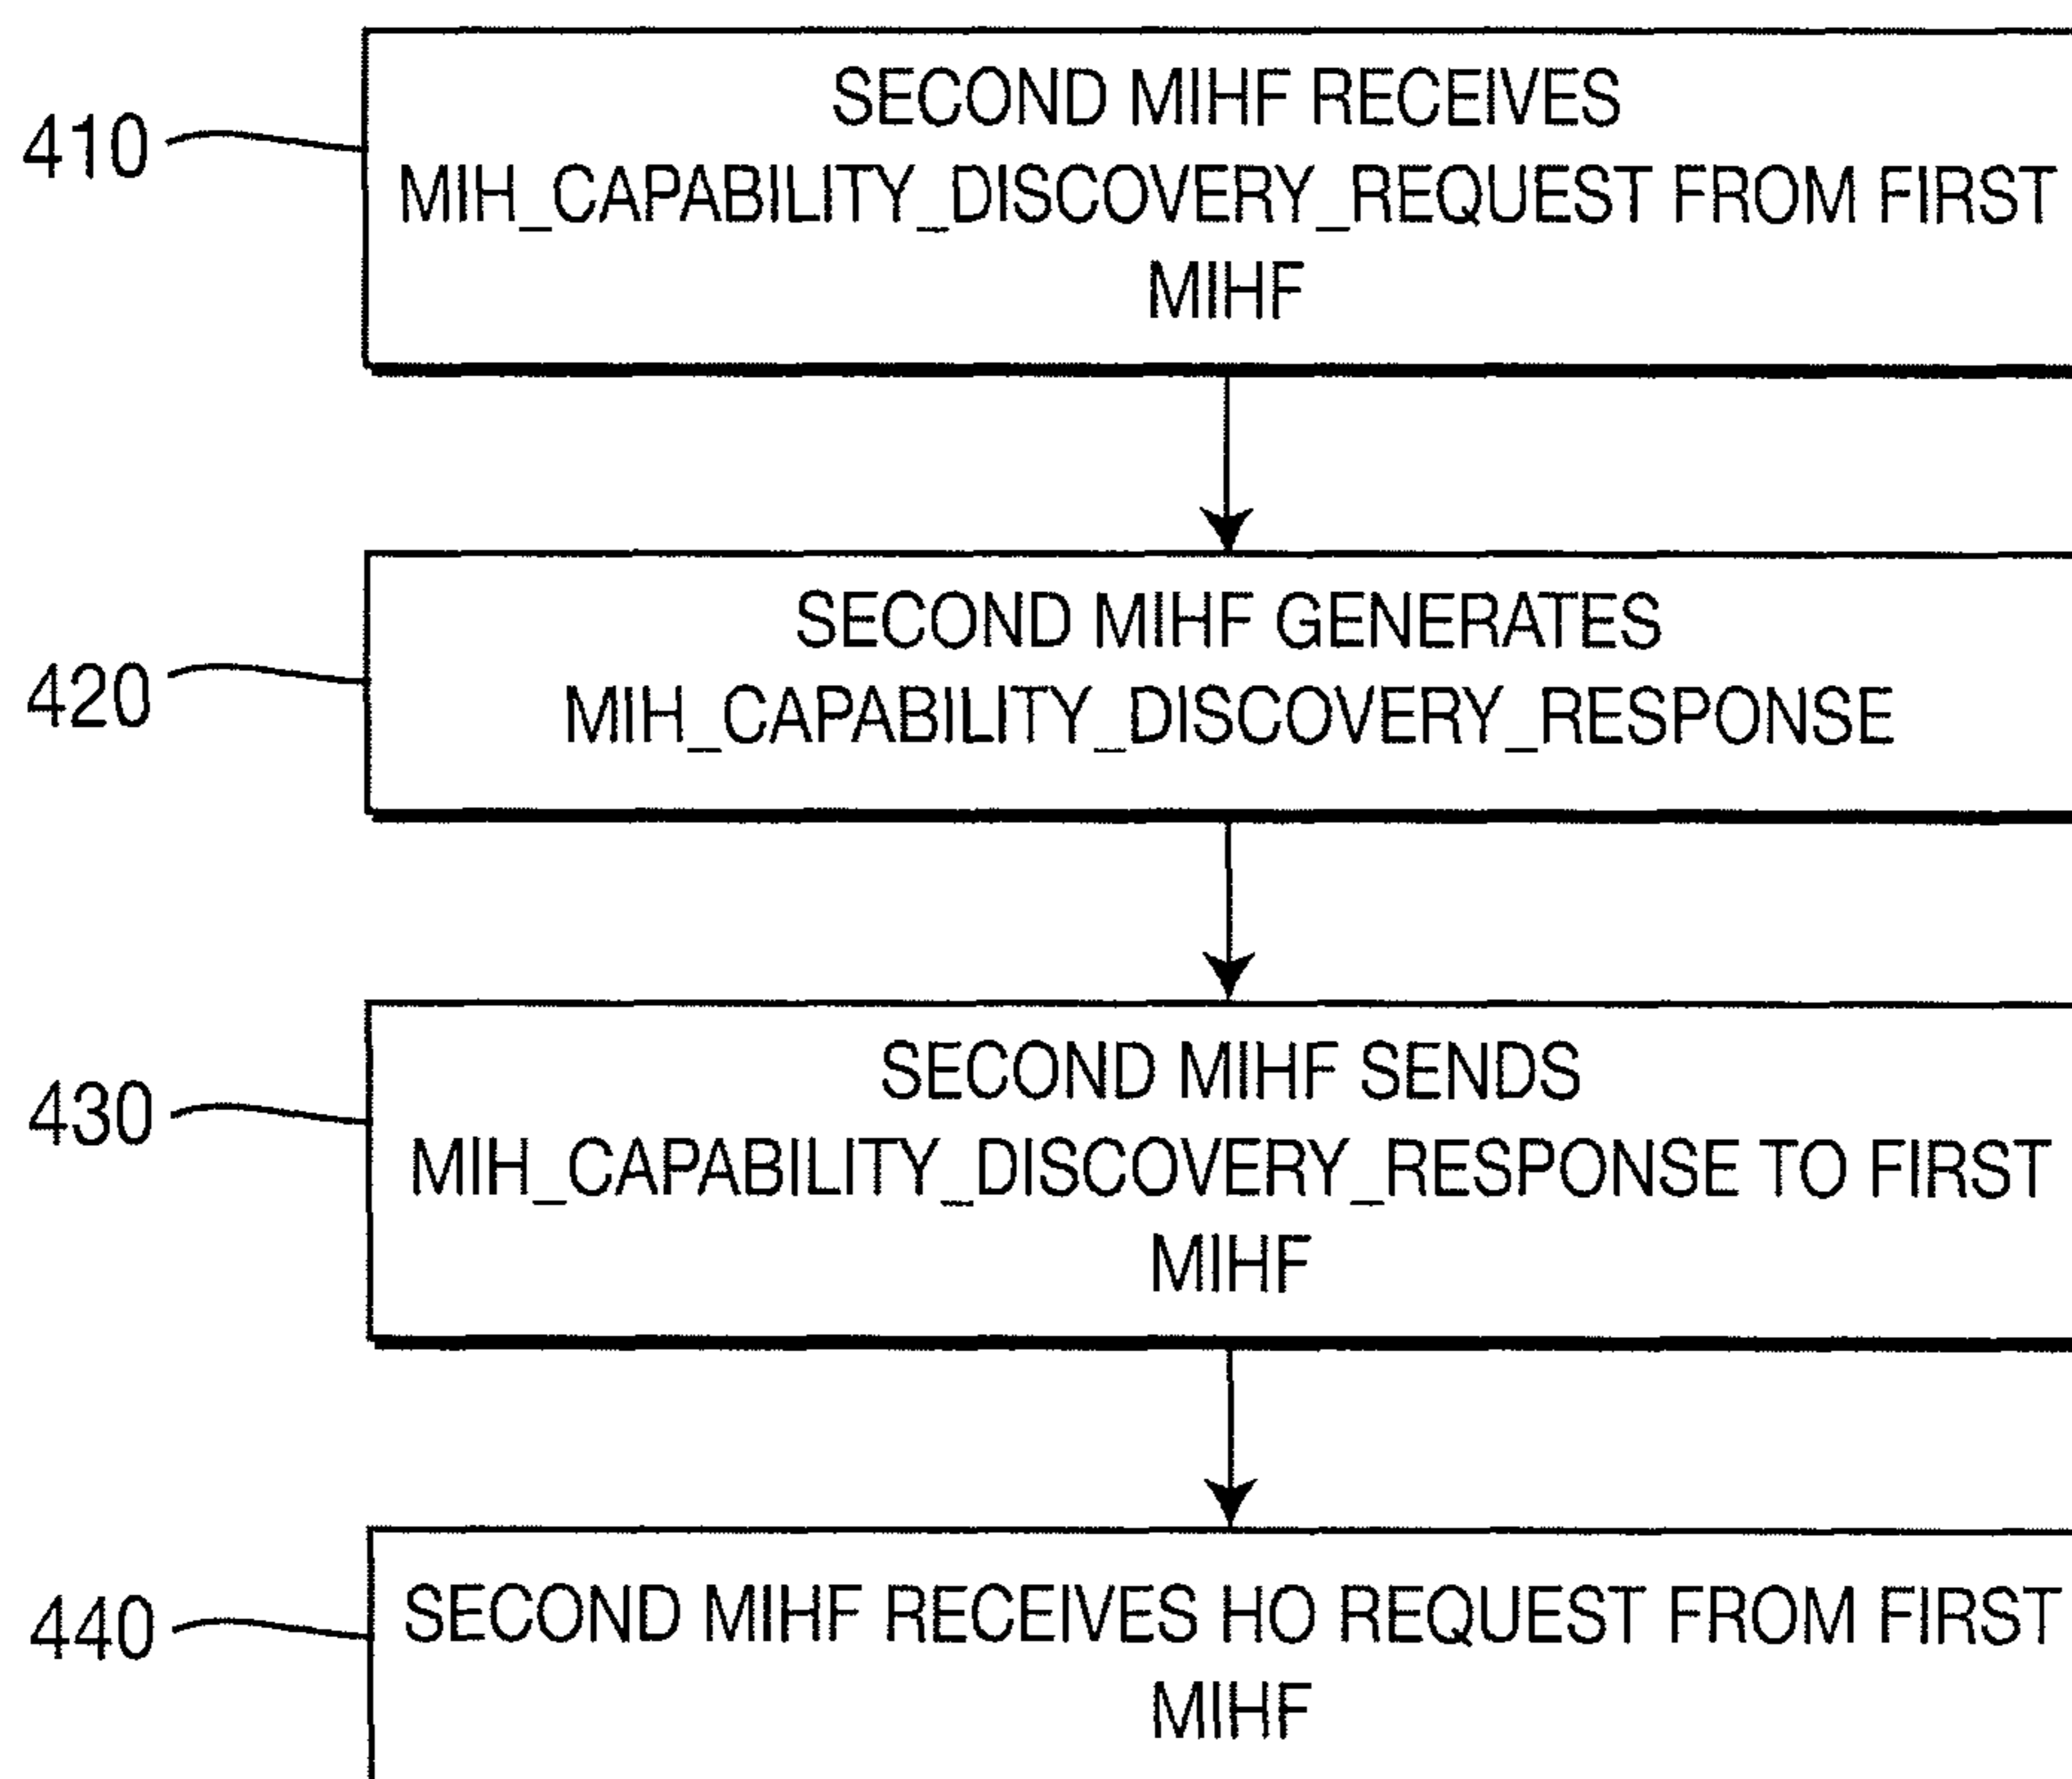 410
SECOND MIHF RECEIVES
MIH_CAPABILITY_DISCOVERY_REQUEST FROM FIRST
MIHF
420
SECOND MIHF GENERATES
MIH_CAPABILITY_DISCOVERY_RESPONSE
430
SECOND MIHF SENDS
MIH_CAPABILITY_DISCOVERY_RESPONSE TO FIRST
MIHF
440
SECOND MIHF RECEIVES HO REQUEST FROM FIRST
MIHF